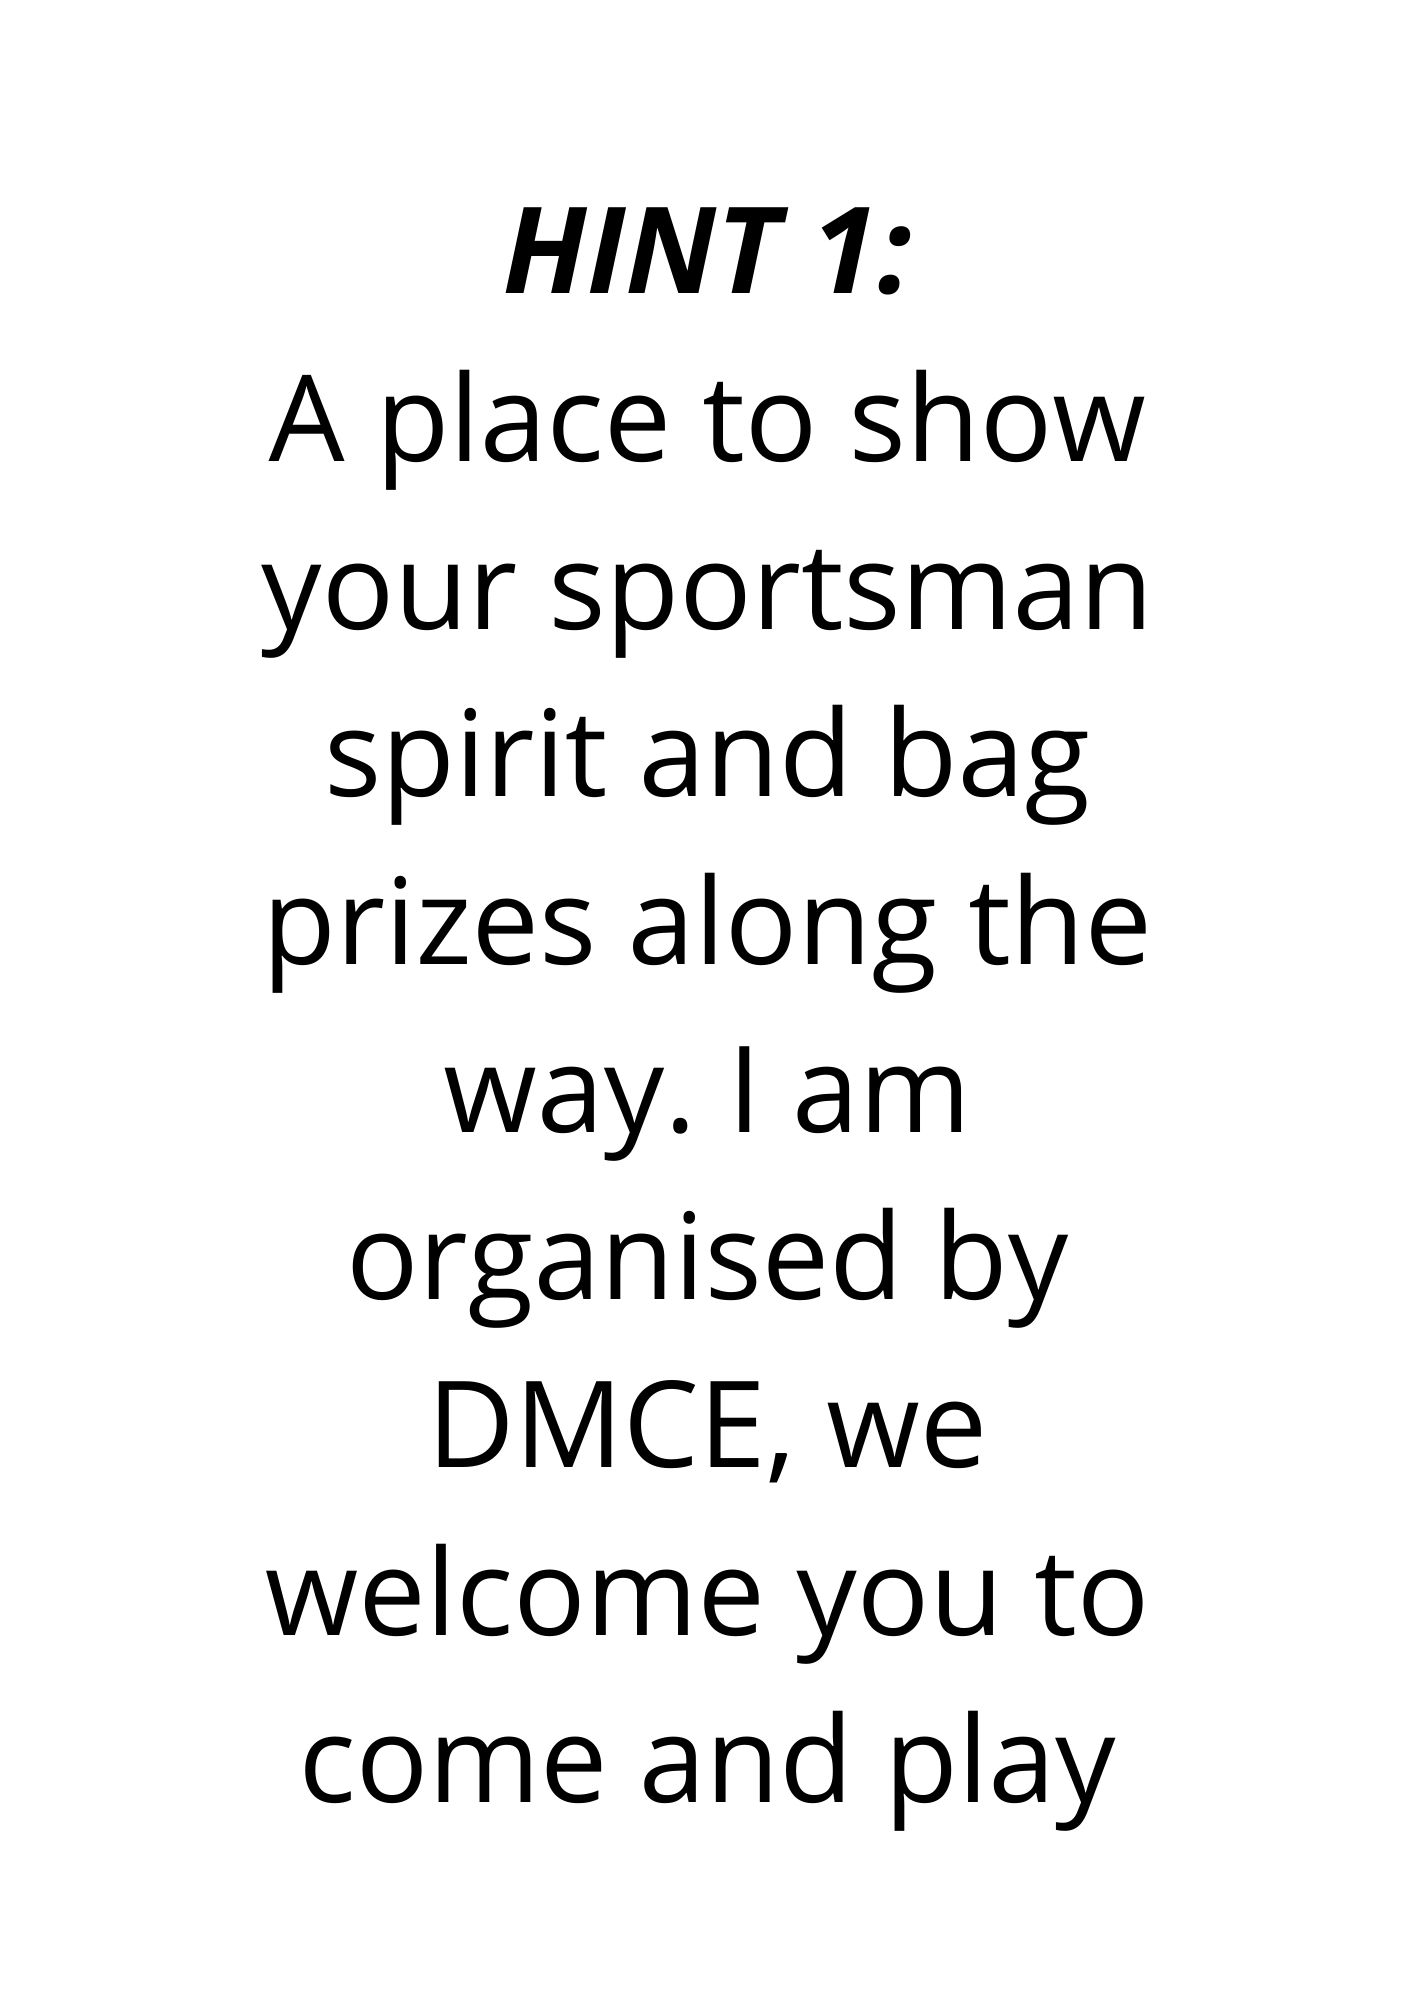 HINT 1:
A place to show
your sportsman
spirit and bag
prizes along the
way. I am
organised by
DMCE, we
welcome you to
come and play